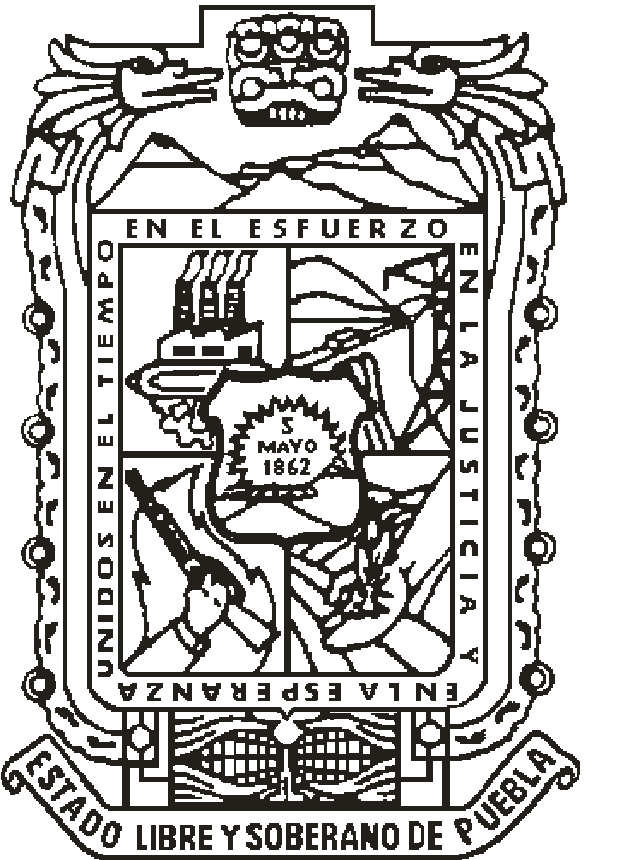 UNIDOS EN EL TIEMPO
EN EL ESFUERZO
EN LA JUSTICIA Y
EN LA ESPERANZA
5
MAYO
1862
ESTADO LIBRE Y SOBERANO DE PUEBLA